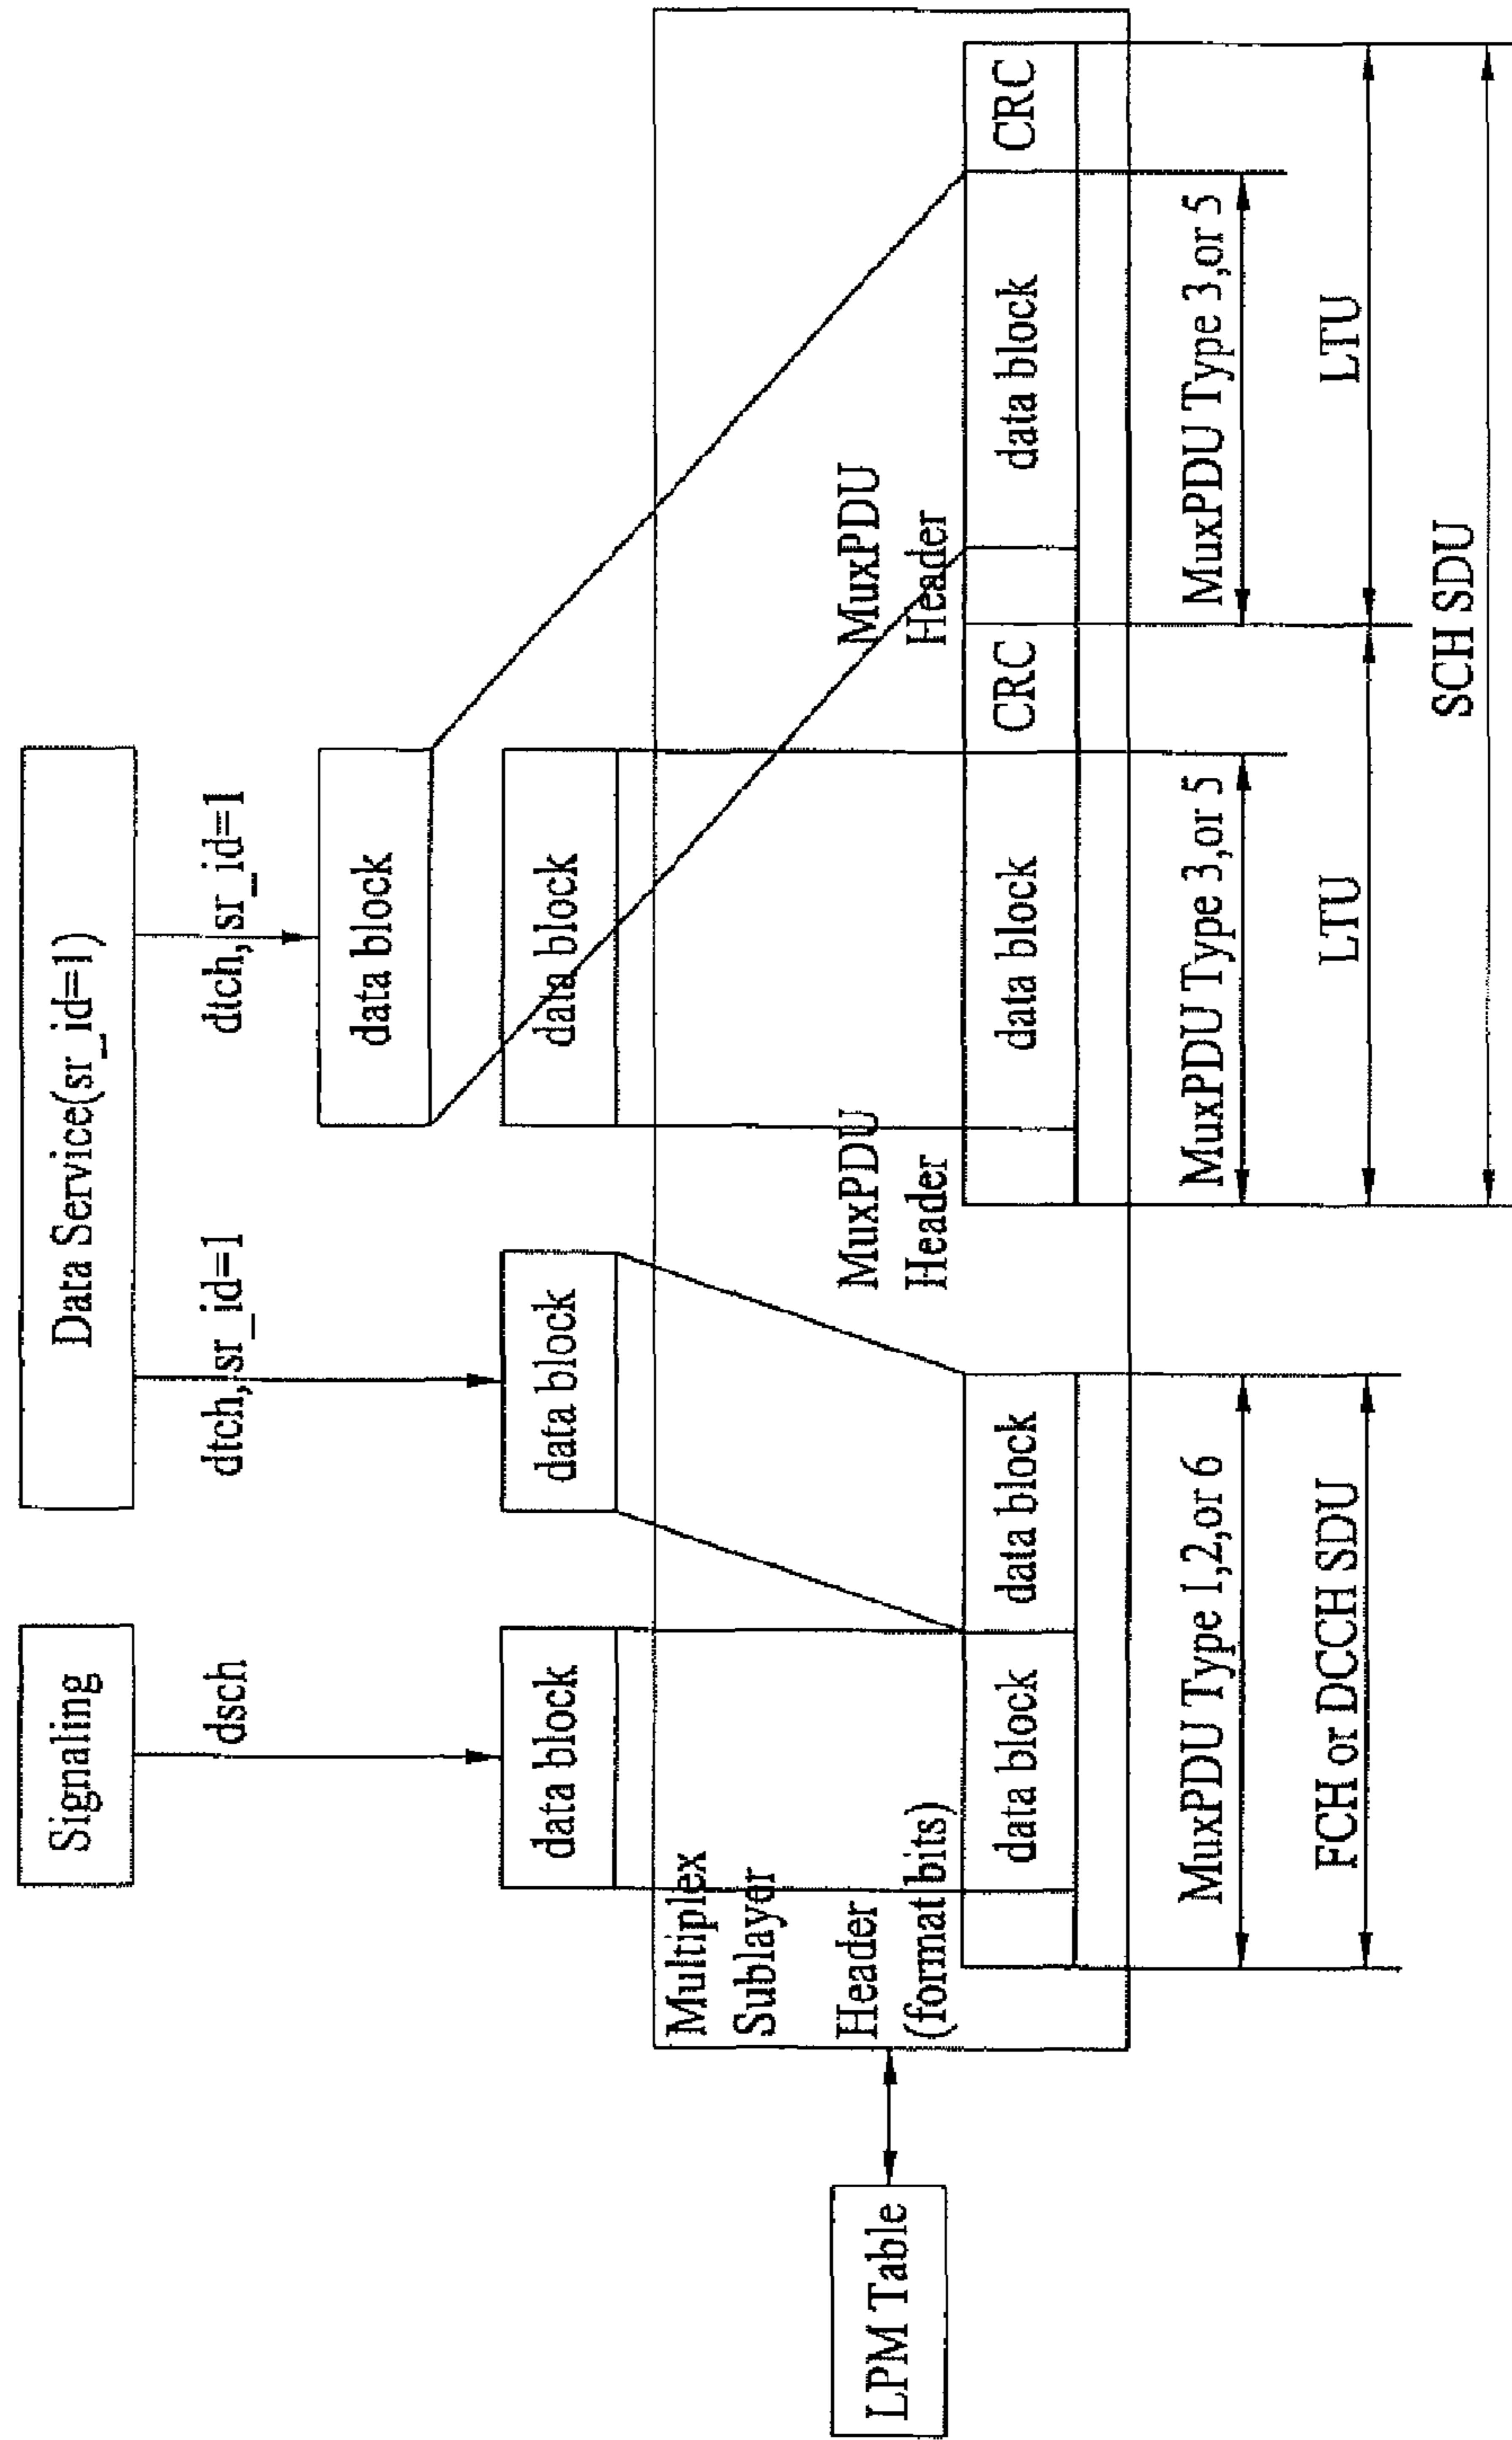 Signaling
Data Service(sr_id=1)
dsch
dtch,sr_id=1
dtch, sr_id=1
data block
data block
data block
data block
Multiplex
Sublayer
LPM Table
Header
(format bits)
MuxPDU
Header
MuxPDU
Header
data block
data block
data block
CRC
data block
CRC
MuxPDU Type 1,2,or 6
MuxPDU Type 3,or 5
MuxPDU Type 3,or 5
FCH or DCCH SDU
LTU
LTU
SCH SDU